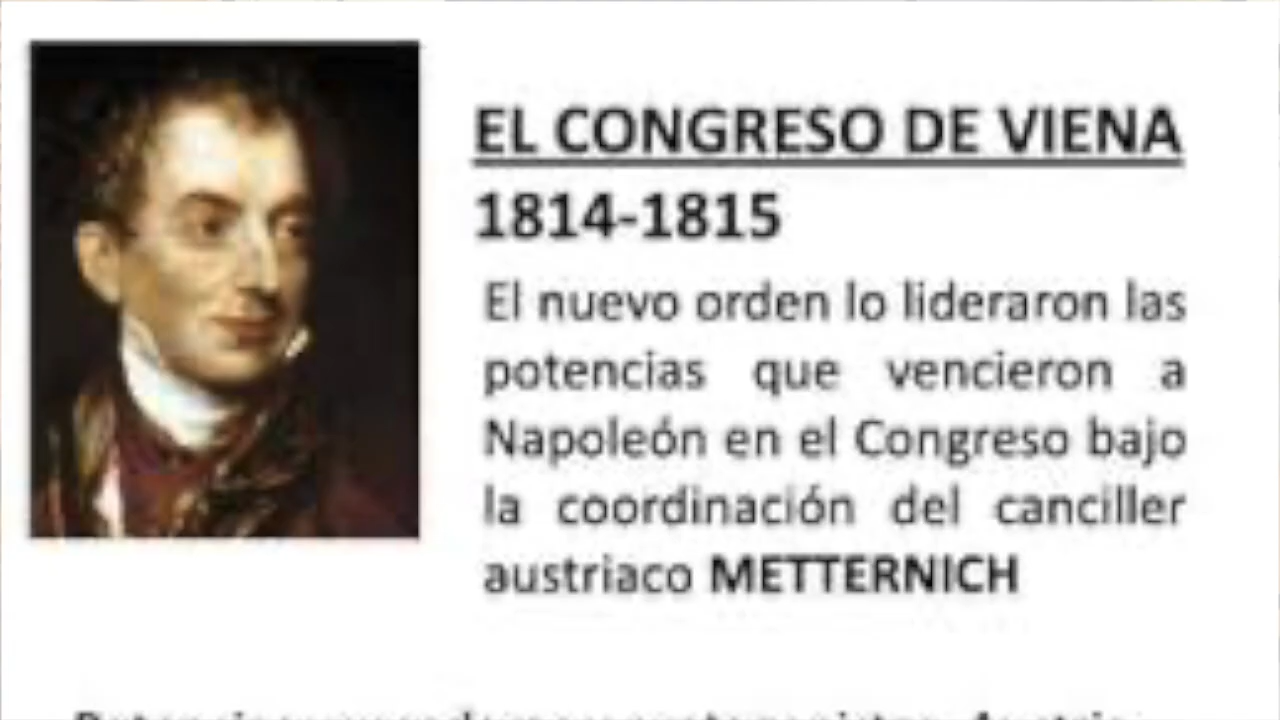 EL CONGRESO DE VIENA
1814-1815
El nuevo orden lo lideraron las
potencias que vencieron a
Napoleón en el Congreso bajo
la coordinación del canciller
austriaco METTERNICH